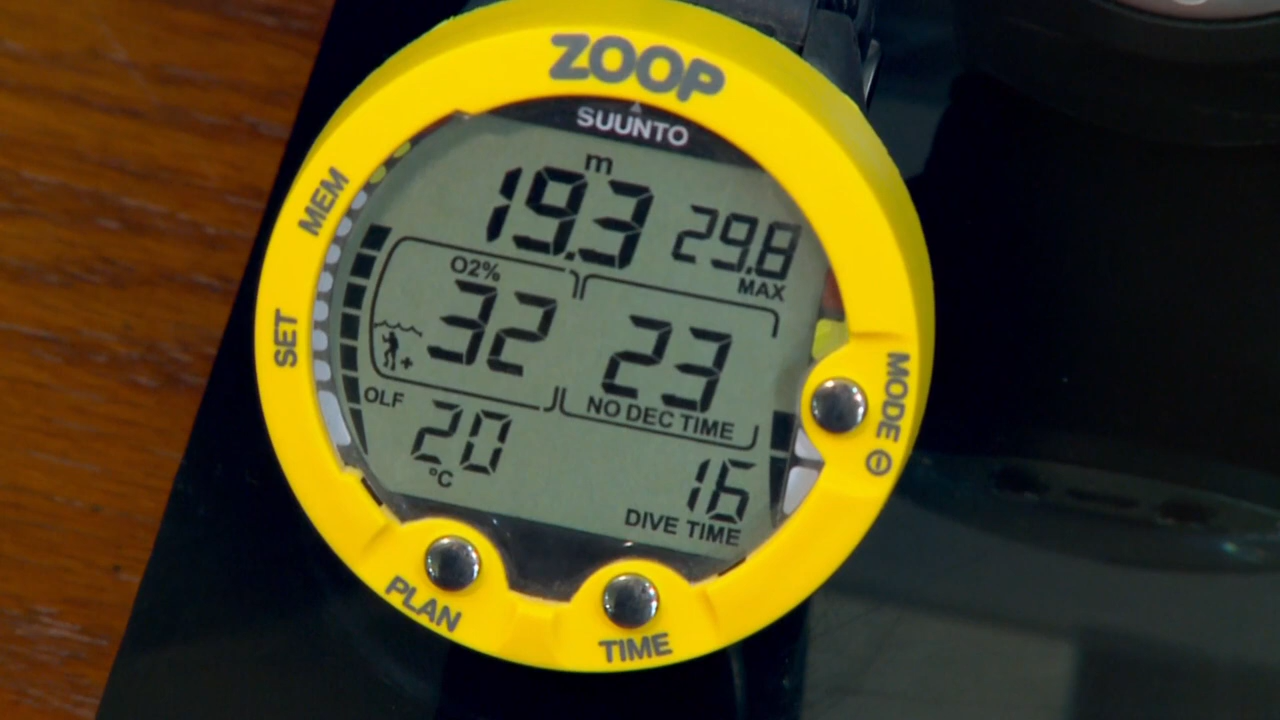 ZOOP
SUUNTO
m
19.3 29.8
MAX
O2%
32 23
NO DEC TIME
OLF
20
°C
16
DIVE TIME
MEM
SET
MODE
PLAN
TIME